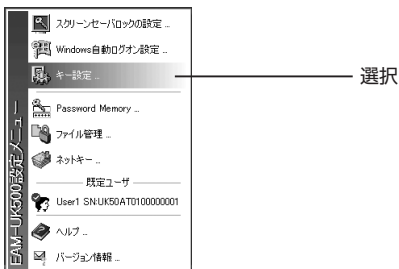 スクリーンセーバロックの設定 ...
Windows自動ログオン設定 ...
キー設定 ...
選択
Password Memory ...
ファイル管理 ...
ネットキー ...
既定ユーザ
User1 SN:UK50AT0100000001
ヘルプ ...
バージョン情報 ...
EAM-UK500設定メニュー